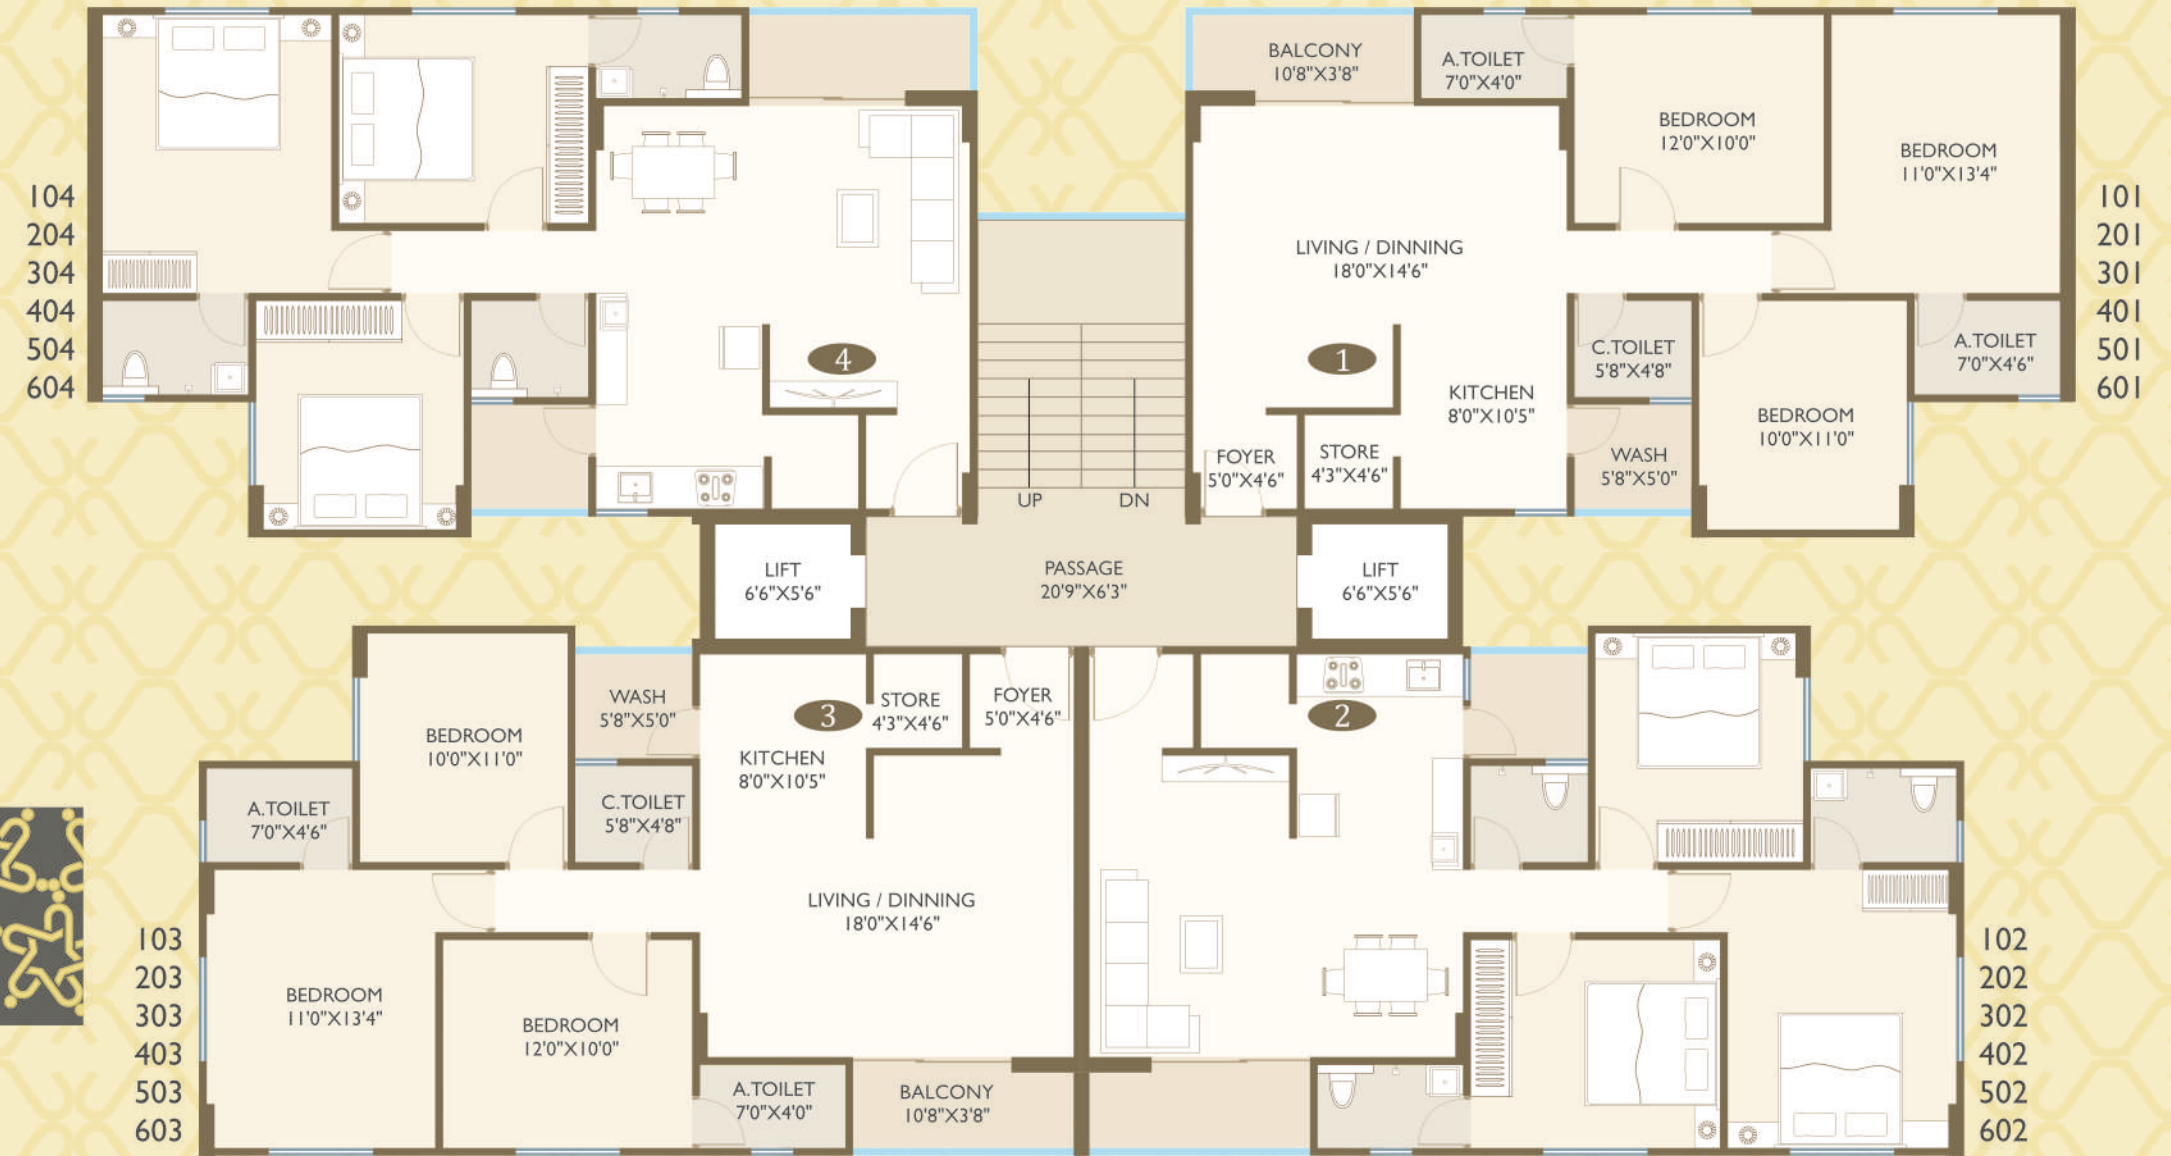 BALCONY
10'8"X3'8"
A.TOILET
7'0"X4'0"
BEDROOM
12'0"X10'0"
BEDROOM
11'0"X13'4"
104
204
304
404
504
604
101
201
301
401
501
601
LIVING / DINNING
18'0"X14'6"
4
1
C.TOILET
5'8"X4'8"
A.TOILET
7'0"X4'6"
KITCHEN
8'0"X10'5"
BEDROOM
10'0"X11'0"
FOYER
5'0"X4'6"
STORE
4'3"X4'6"
WASH
5'8"X5'0"
UP
DN
LIFT
6'6"X5'6"
PASSAGE
20'9"X6'3"
LIFT
6'6"X5'6"
WASH
5'8"X5'0"
3
STORE
4'3"X4'6"
FOYER
5'0"X4'6"
2
BEDROOM
10'0"X11'0"
KITCHEN
8'0"X10'5"
A.TOILET
7'0"X4'6"
C.TOILET
5'8"X4'8"
LIVING / DINNING
18'0"X14'6"
103
203
303
403
503
603
102
202
302
402
502
602
BEDROOM
11'0"X13'4"
BEDROOM
12'0"X10'0"
A.TOILET
7'0"X4'0"
BALCONY
10'8"X3'8"